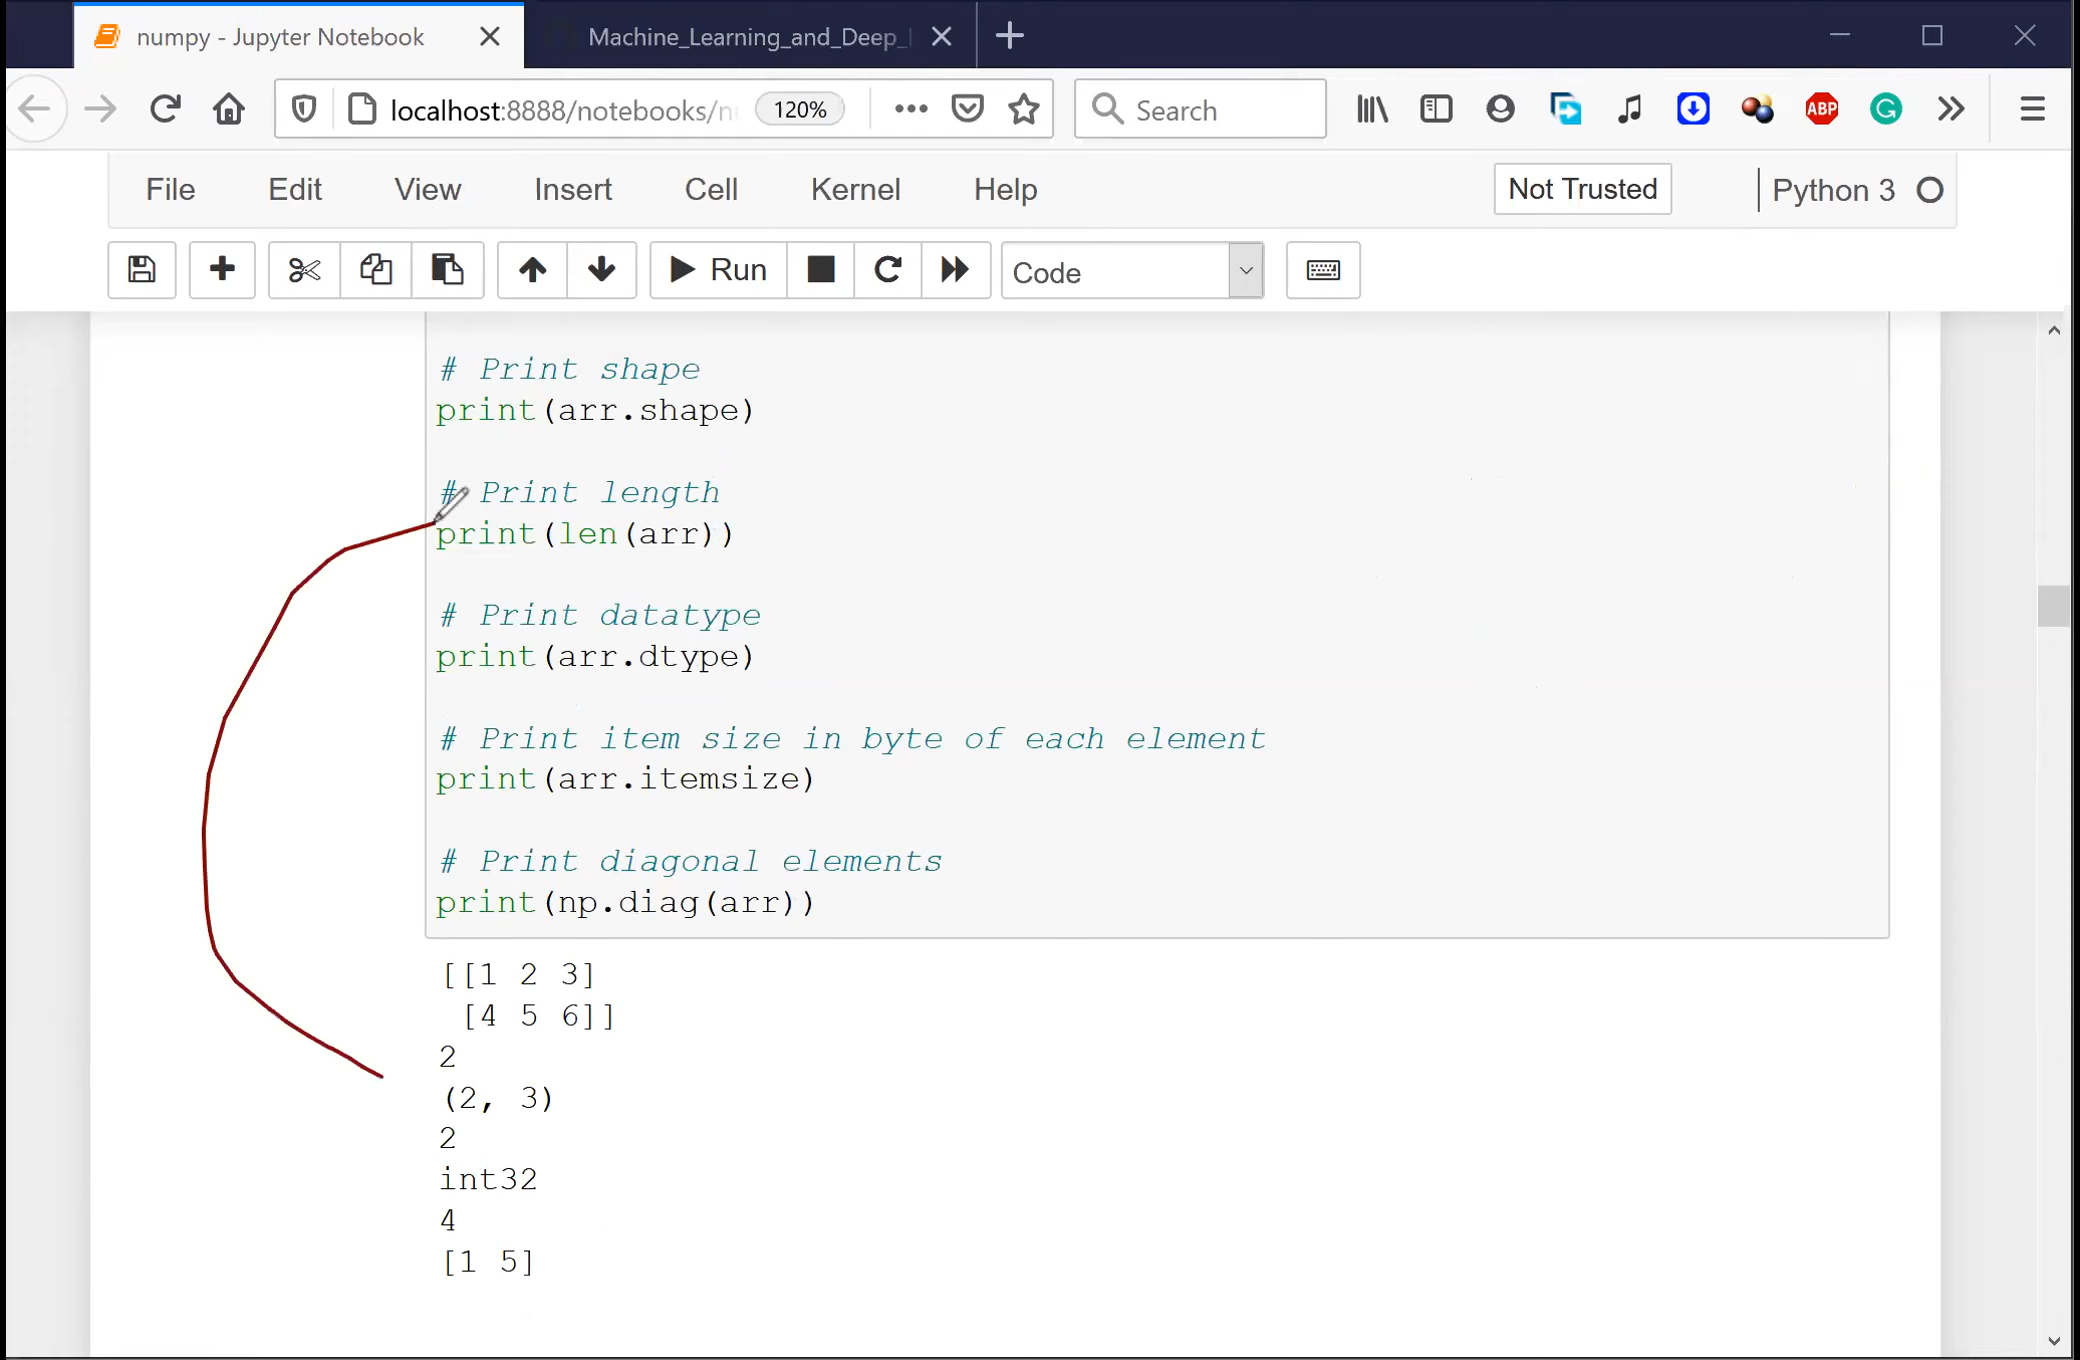 numpy - Jupyter Notebook
Machine_Learning_and_Deep_
localhost:8888/notebooks/n
120%
Search
ABP
File Edit View Insert Cell Kernel Help
Not Trusted
Python 3
Run
Code
# Print shape
print(arr.shape)
# Print length
print(len(arr))
# Print datatype
print(arr.dtype)
# Print item size in byte of each element
print(arr.itemsize)
# Print diagonal elements
print(np.diag(arr))
[[1 2 3]
[4 5 6]]
2
(2, 3)
2
int32
4
[1 5]